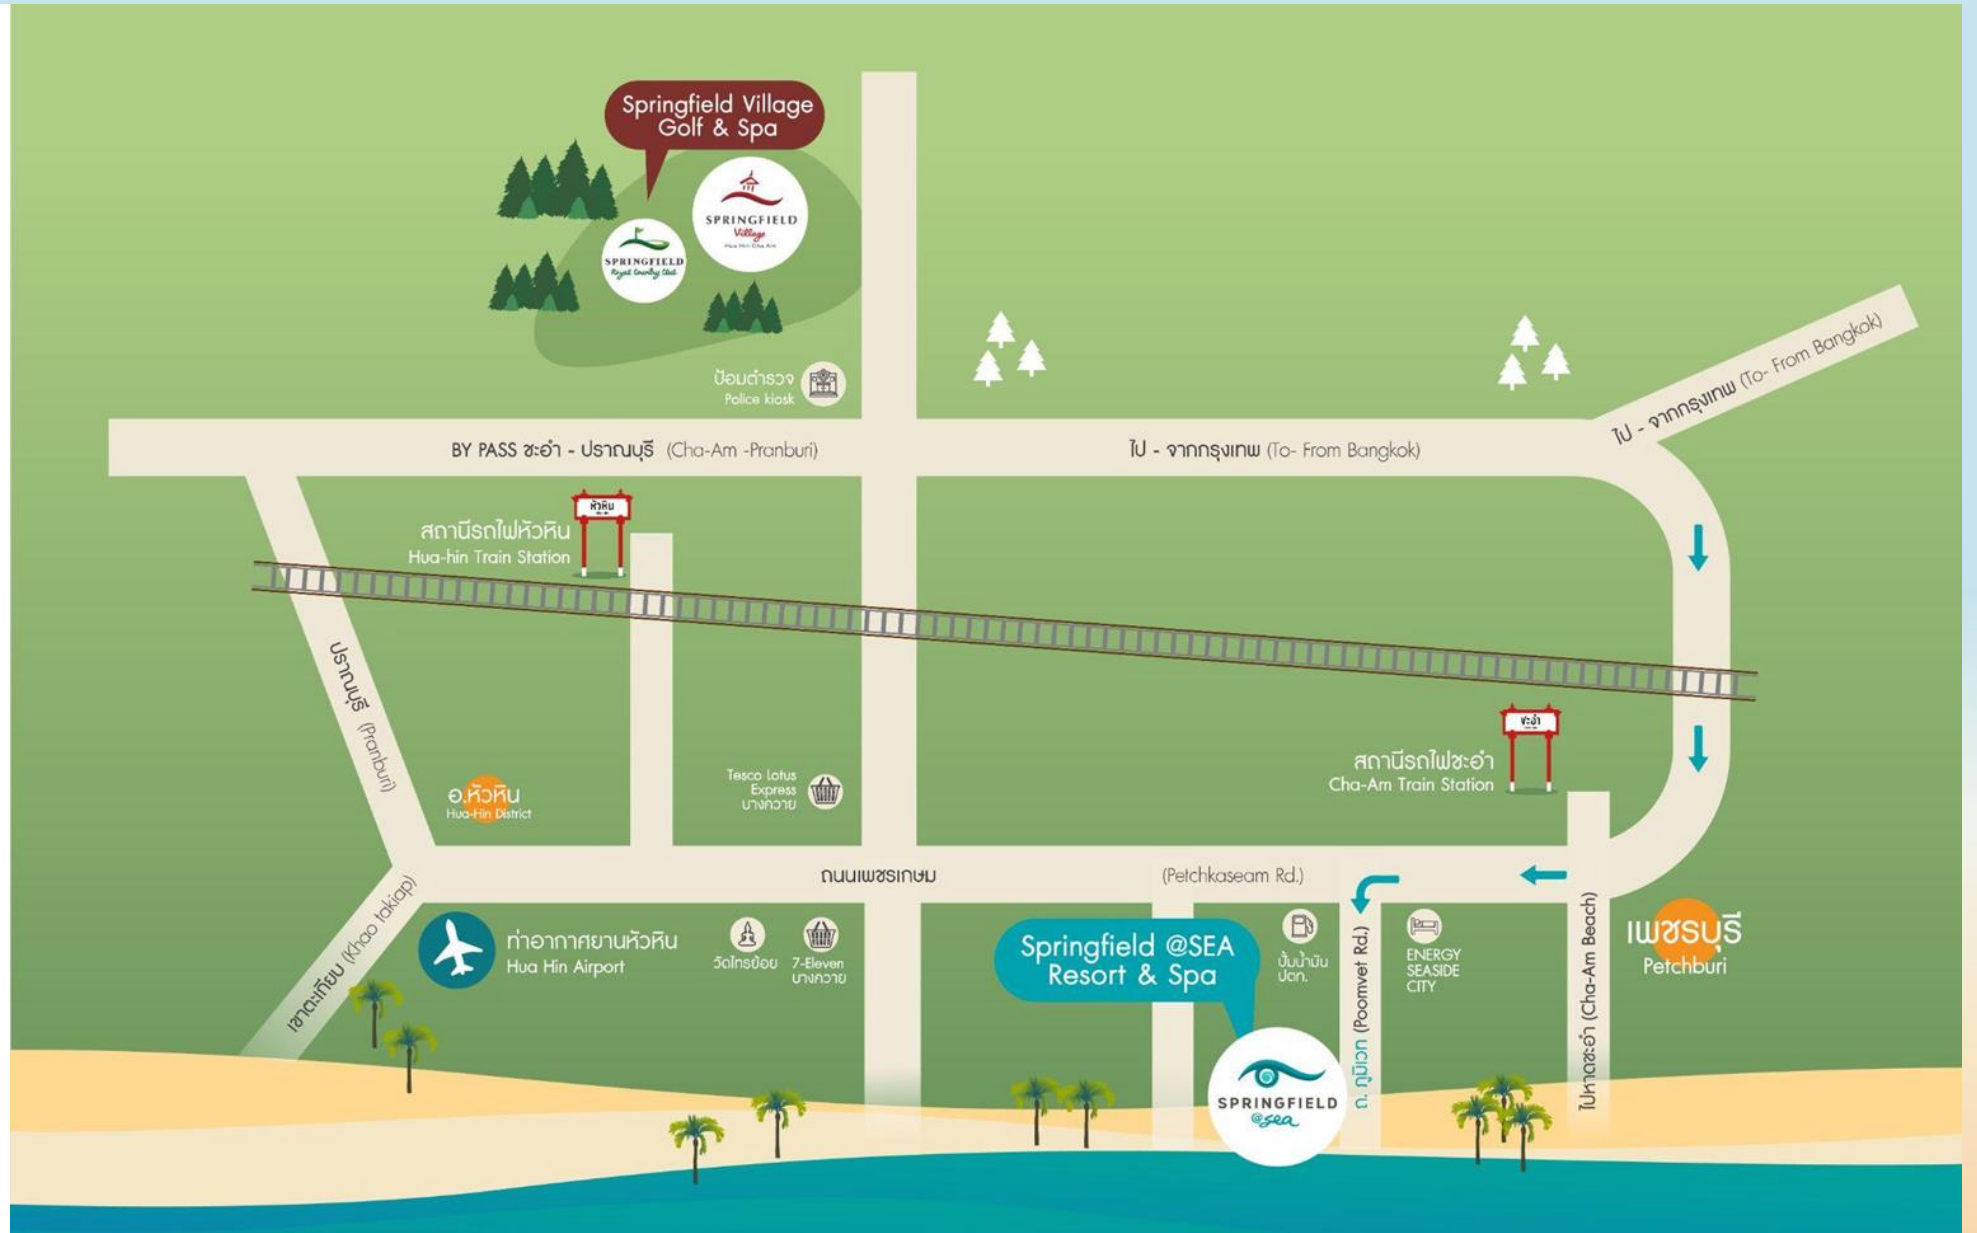 Springfield Village
Golf & Spa
SPRINGFIELD
Village
Hua Hin Cha Am
SPRINGFIELD
Royal Country Club
ป้อมตำรวจ
Police kiosk
ไป - จากกรุงเทพ (To- From Bangkok)
BY PASS ชะอำ - ปราณบุรี (Cha-Am -Pranburi)
ไป - จากกรุงเทพ (To- From Bangkok)
หัวหิน
สถานีรถไฟหัวหิน
Hua-hin Train Station
ปราณบุรี (Pranburi)
ชะอำ
สถานีรถไฟชะอำ
Cha-Am Train Station
อ.หัวหิน
Hua-Hin District
Tesco Lotus
Express
บางควาย
ถนนเพชรเกษม
(Petchkaseam Rd.)
เขาตะเกียบ (Khao takiap)
ท่าอากาศยานหัวหิน
Hua Hin Airport
วัดไทรย้อย
7-Eleven
บางควาย
Springfield @SEA
Resort & Spa
SPRINGFIELD
@sea
ปั้มน้ำมัน
ปตท.
ถ. ภูมิเวท (Poomvet Rd.)
ENERGY
SEASIDE
CITY
ไปหาดชะอำ (Cha-Am Beach)
เพชรบุรี
Petchburi